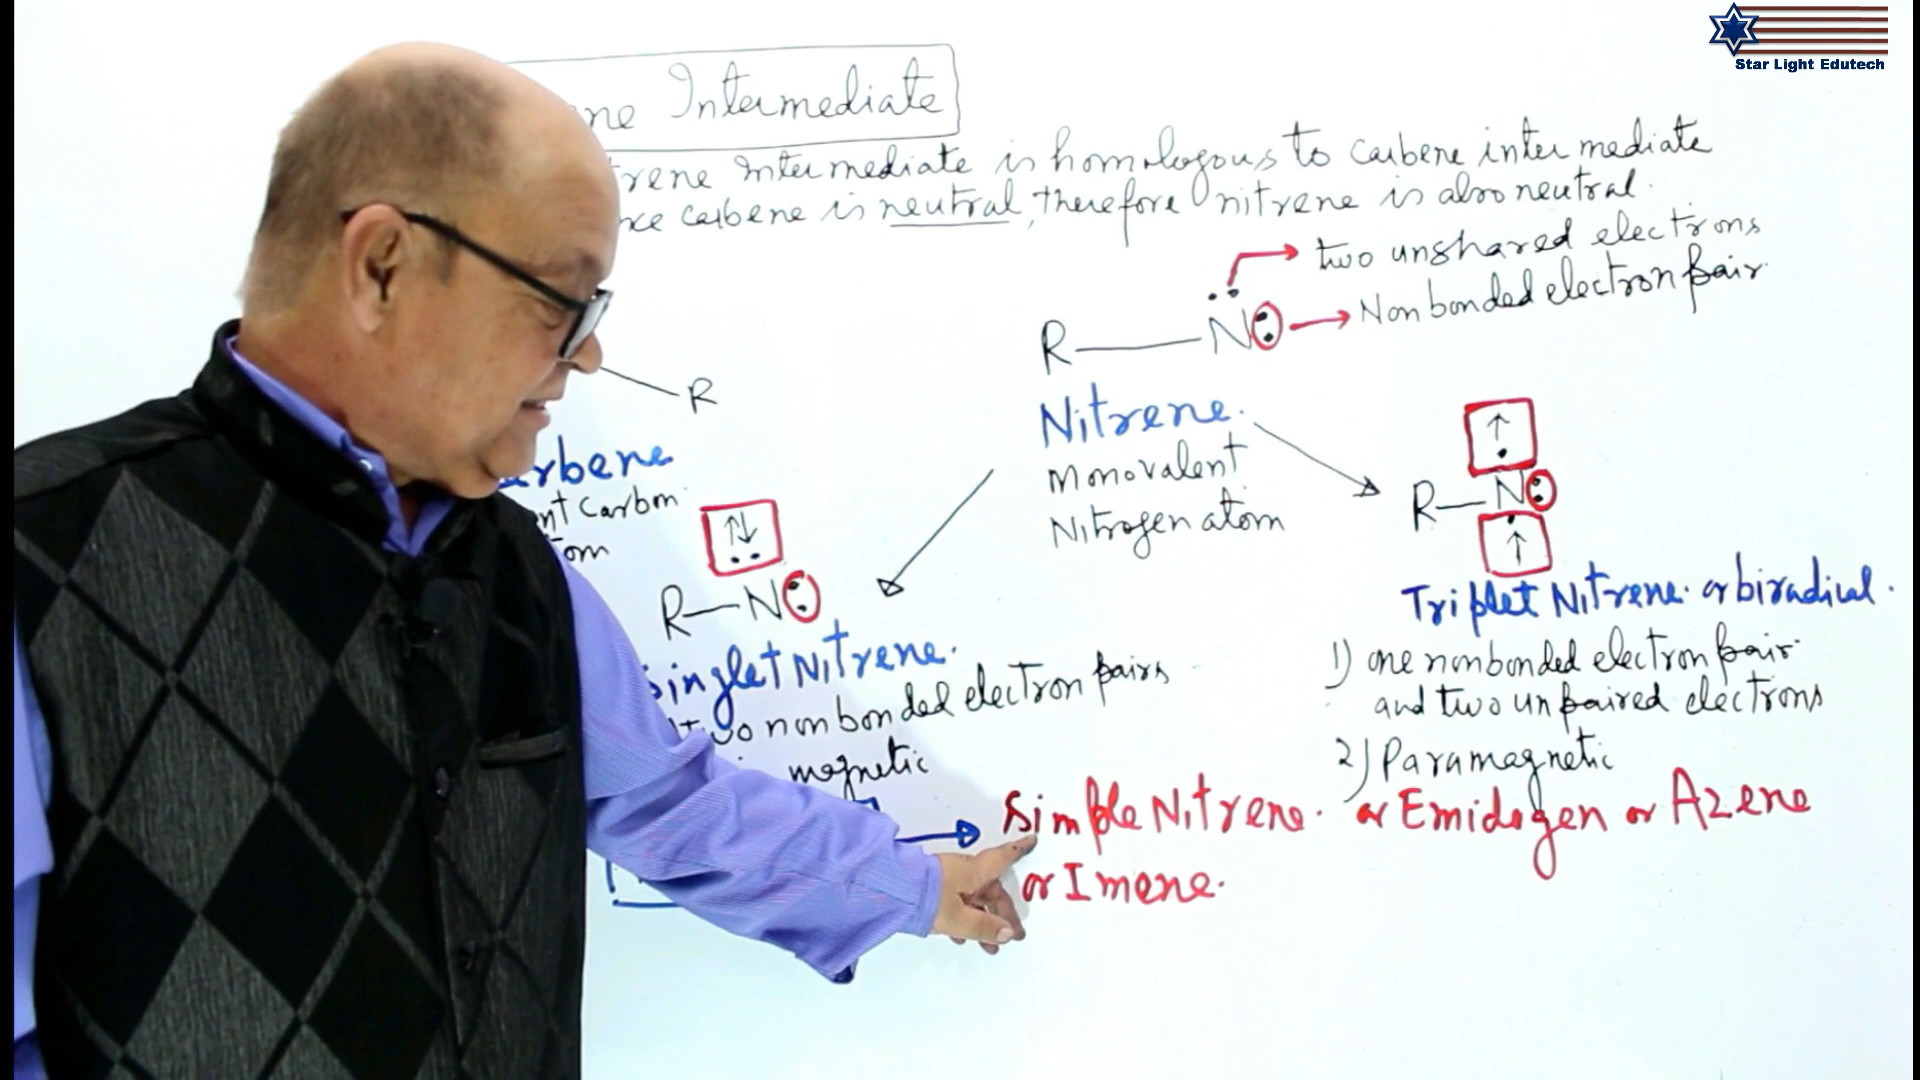 Star Light Edutech
Intermediate
Intermediate is homologous to carbene intermediate
carbene is neutral, therefore nitrene is also neutral.
two unshared electrons
R—N: Non bonded electron pair.
R
Nitrene.
Monovalent
Nitrogen atom
Carbon
↑↓
R—N:
Singlet Nitrene.
two nonbonded electron pairs
magnetic
↑
R—N:
↑
Triplet Nitrene. or biradical.
1) one nonbonded electron pair
and two unpaired electrons
2) Paramagnetic
Simple Nitrene. or Emidogen or Azene
or Imene.